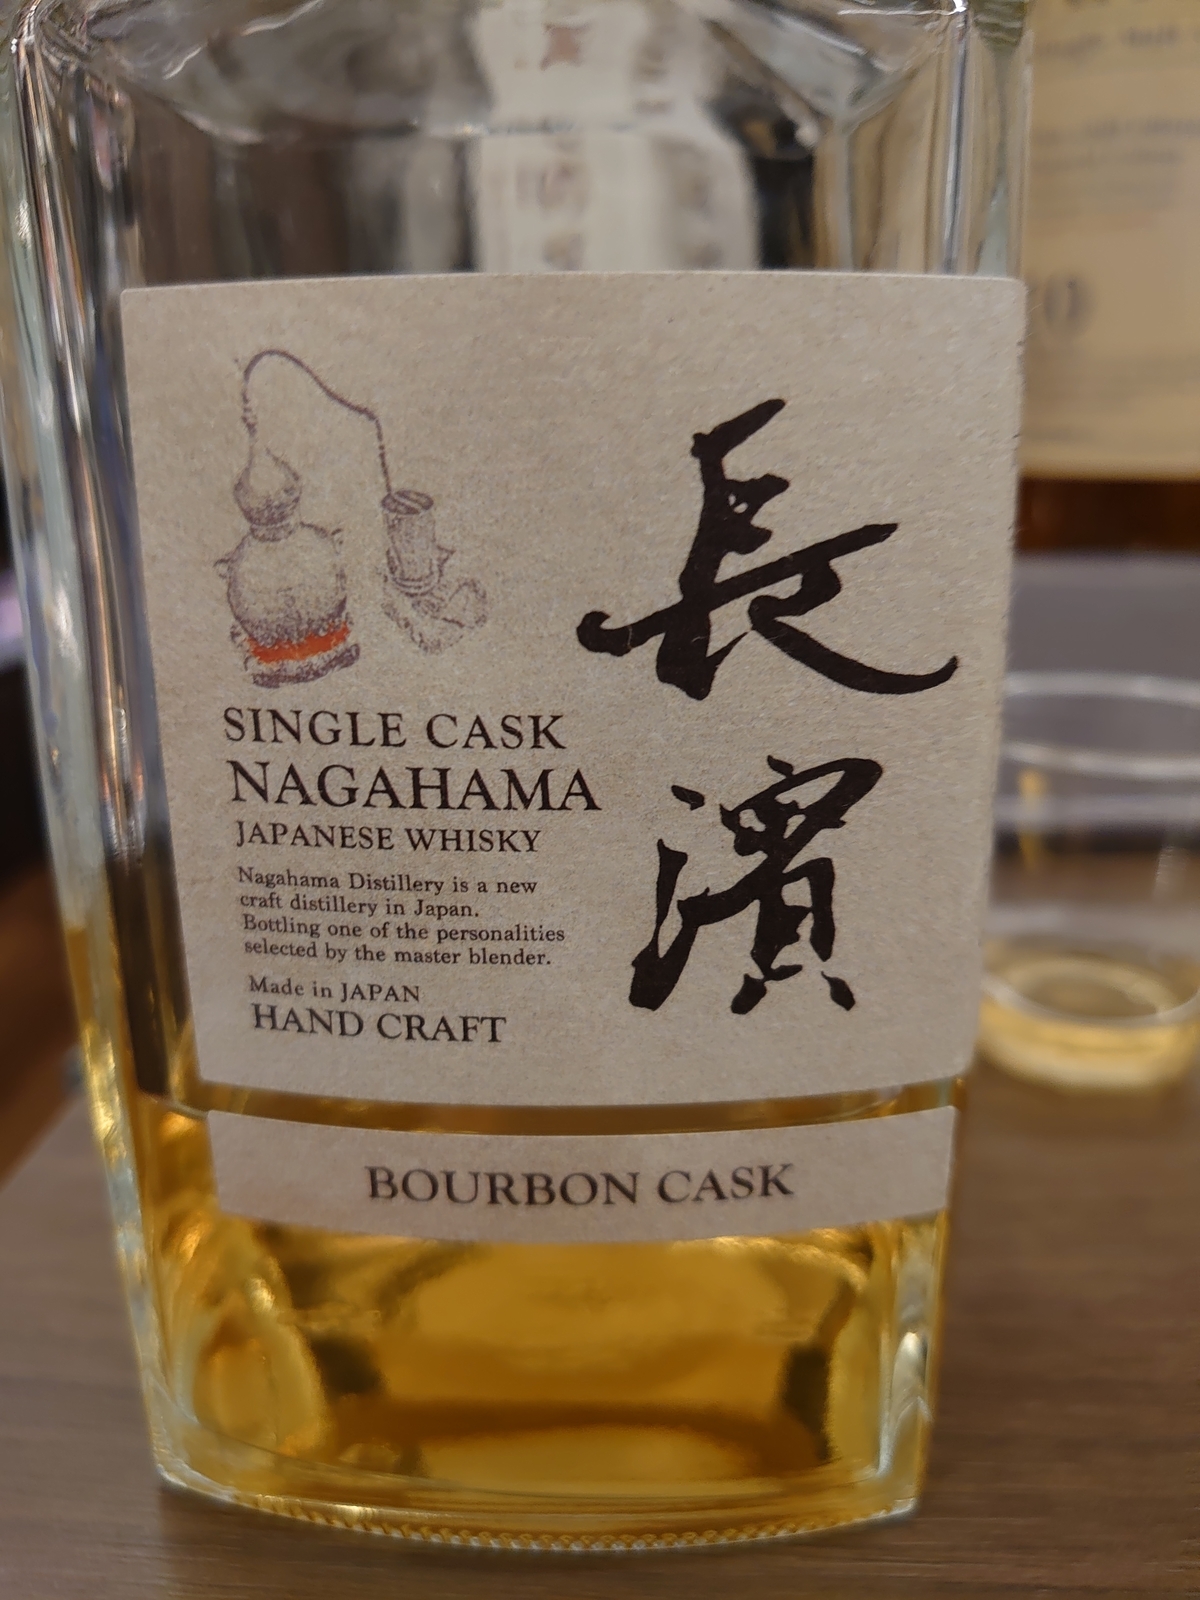 長濱
SINGLE CASK
NAGAHAMA
JAPANESE WHISKY
Nagahama Distillery is a new
craft distillery in Japan.
Bottling one of the personalities
selected by the master blender.
Made in JAPAN
HAND CRAFT
BOURBON CASK